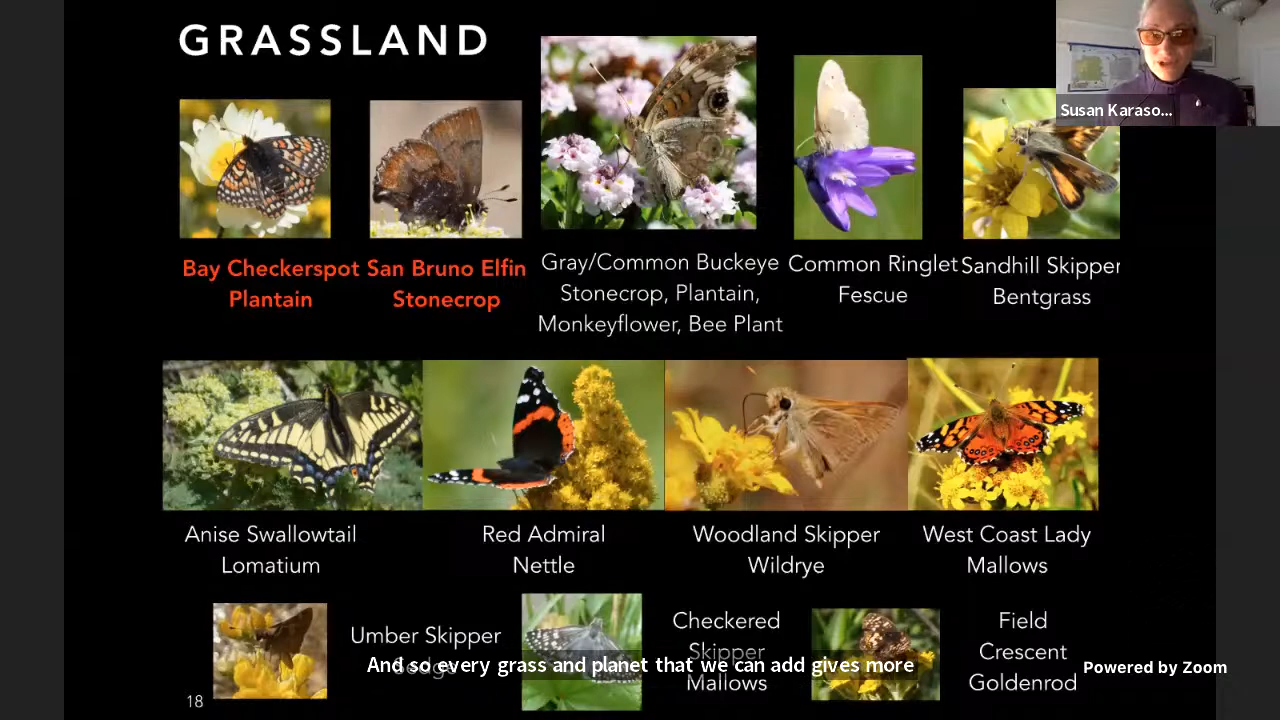 GRASSLAND
Susan Karaso...
Bay Checkerspot
Plantain
San Bruno Elfin
Stonecrop
Gray/Common Buckeye
Stonecrop, Plantain,
Monkeyflower, Bee Plant
Common Ringlet
Fescue
Sandhill Skipper
Bentgrass
Anise Swallowtail
Lomatium
Red Admiral
Nettle
Woodland Skipper
Wildrye
West Coast Lady
Mallows
Umber Skipper
Sedge
Checkered
Skipper
Mallows
Field
Crescent
Goldenrod
And so every grass and planet that we can add gives more
Powered by Zoom
18